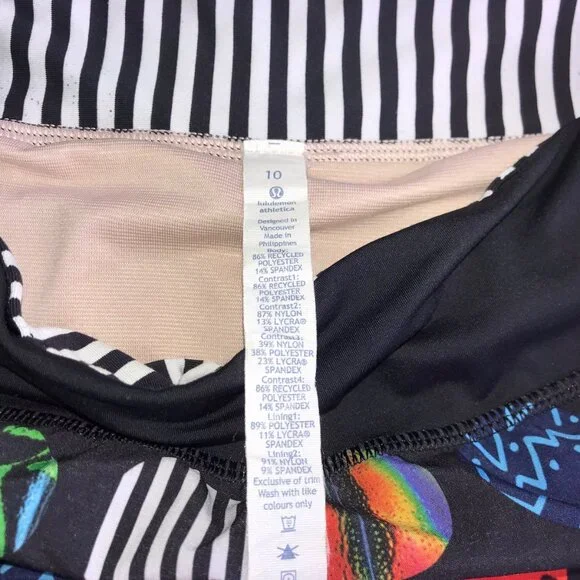 10
lululemon
athletica
Designed in
Vancouver
Made in
Philippines
Body:
86% RECYCLED
POLYESTER
14% SPANDEX
Contrast1:
86% RECYCLED
POLYESTER
14% SPANDEX
Contrast2:
87% NYLON
13% LYCRA®
SPANDEX
Contrast3:
39% NYLON
38% POLYESTER
23% LYCRA®
SPANDEX
Contrast4:
86% RECYCLED
POLYESTER
14% SPANDEX
Lining1:
89% POLYESTER
11% LYCRA®
SPANDEX
Lining2:
91% NYLON
9% SPANDEX
Exclusive of trim
Wash with like
colours only